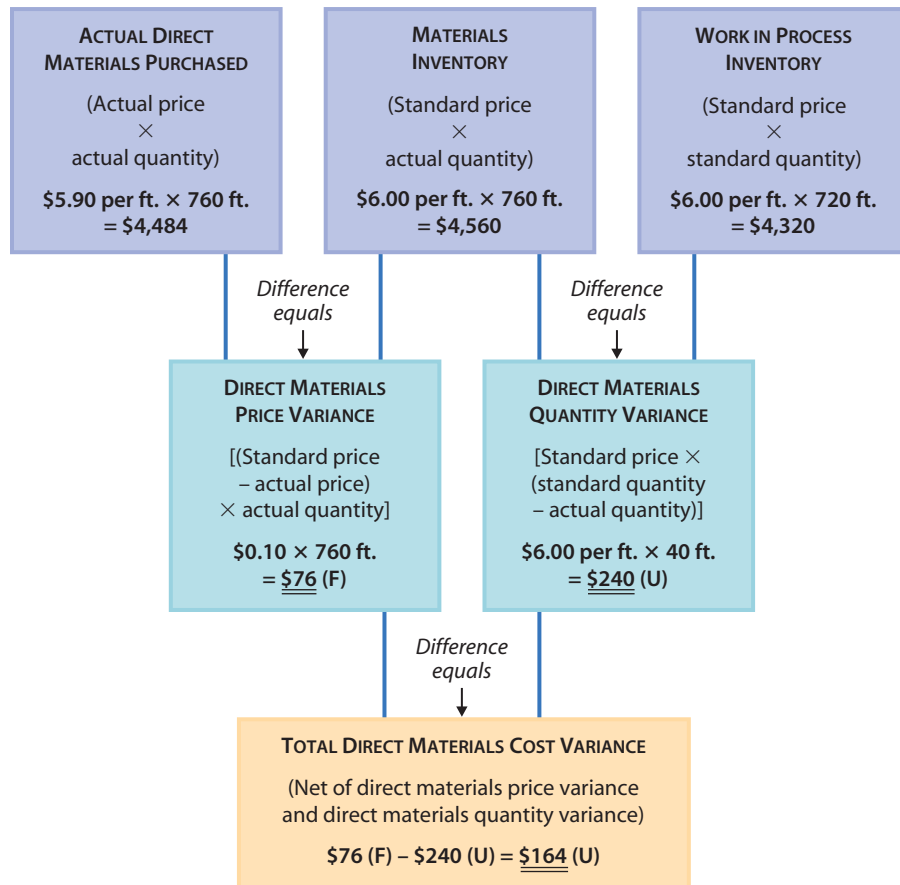 ACTUAL DIRECT
MATERIALS PURCHASED
(Actual price
×
actual quantity)
$5.90 per ft. × 760 ft.
= $4,484
MATERIALS
INVENTORY
(Standard price
×
actual quantity)
$6.00 per ft. × 760 ft.
= $4,560
WORK IN PROCESS
INVENTORY
(Standard price
×
standard quantity)
$6.00 per ft. × 720 ft.
= $4,320
Difference
equals
Difference
equals
DIRECT MATERIALS
PRICE VARIANCE
[(Standard price
– actual price)
× actual quantity]
$0.10 × 760 ft.
= $76 (F)
DIRECT MATERIALS
QUANTITY VARIANCE
[Standard price ×
(standard quantity
– actual quantity)]
$6.00 per ft. × 40 ft.
= $240 (U)
Difference
equals
TOTAL DIRECT MATERIALS COST VARIANCE
(Net of direct materials price variance
and direct materials quantity variance)
$76 (F) – $240 (U) = $164 (U)